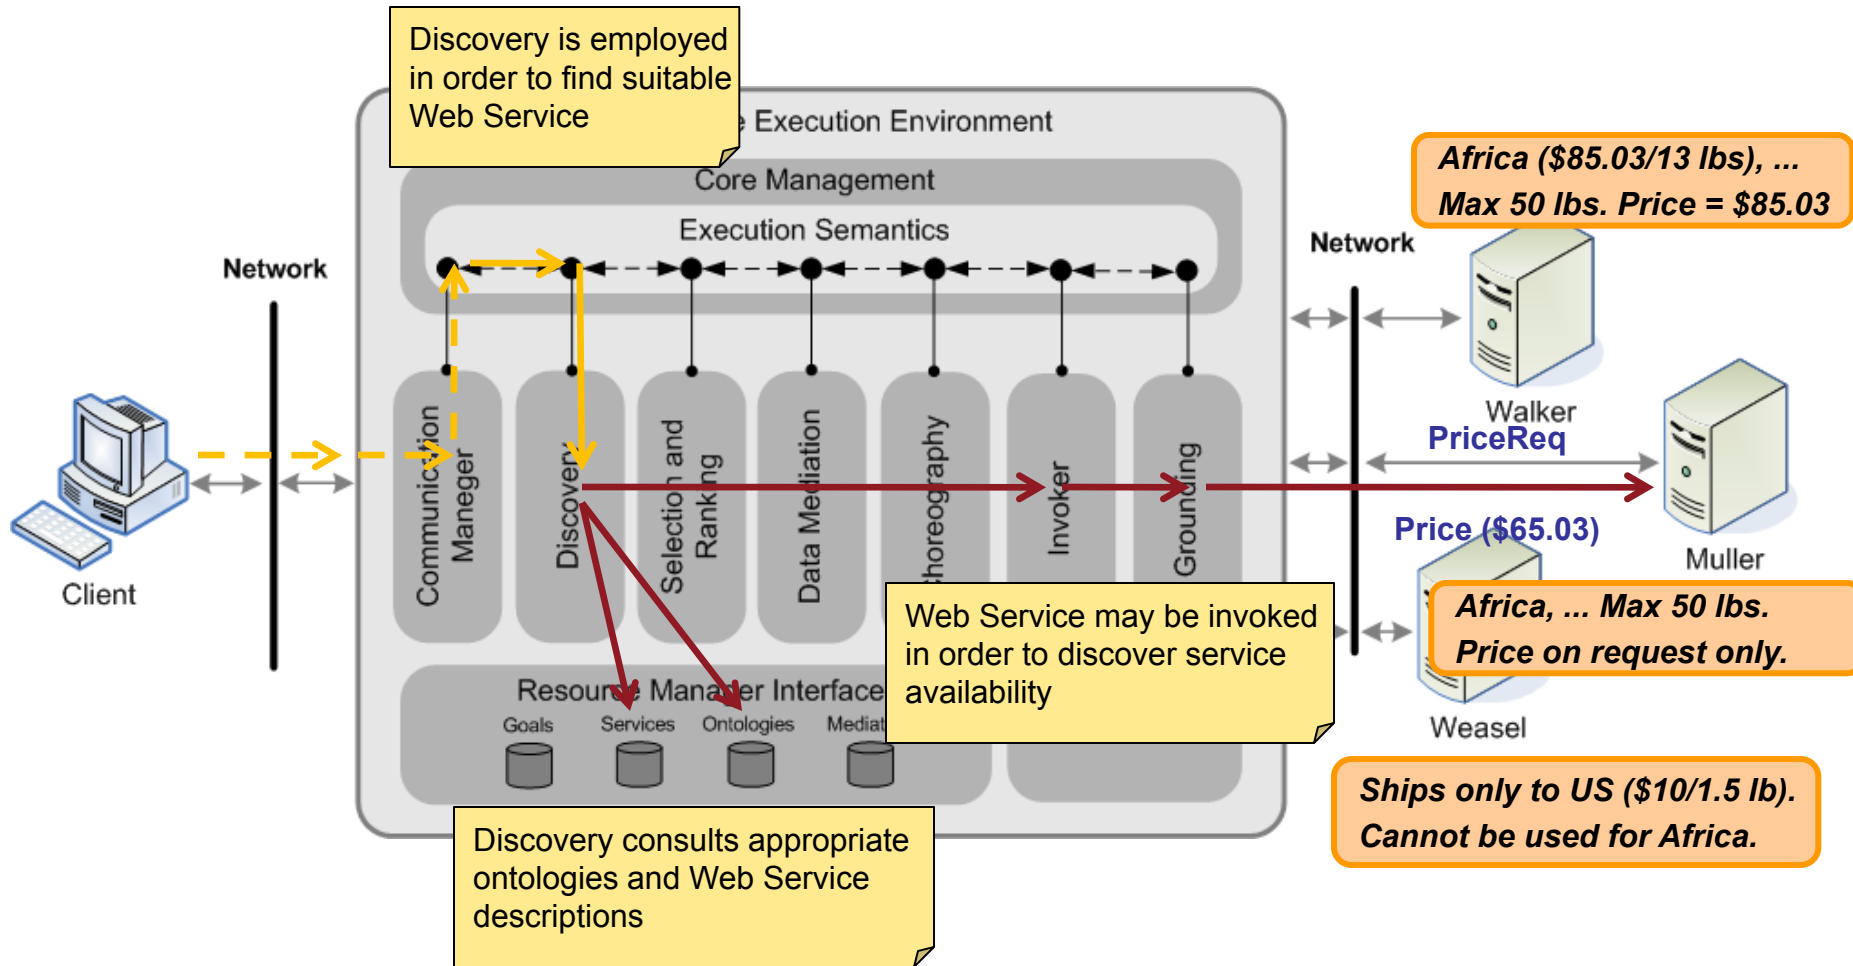 Discovery is employed
in order to find suitable
Web Service
Execution Environment
Core Management
Execution Semantics
Network
Network
Africa ($85.03/13 lbs), ...
Max 50 lbs. Price = $85.03
Walker
PriceReq
Price ($65.03)
Muller
Africa, ... Max 50 lbs.
Price on request only.
Weasel
Ships only to US ($10/1.5 lb).
Cannot be used for Africa.
Client
Communication
Maneger
Discovery
Selection and
Ranking
Data Mediation
Invoker
Grounding
Web Service may be invoked
in order to discover service
availability
Resource Manager Interface
Goals
Services
Ontologies
Discovery consults appropriate
ontologies and Web Service
descriptions